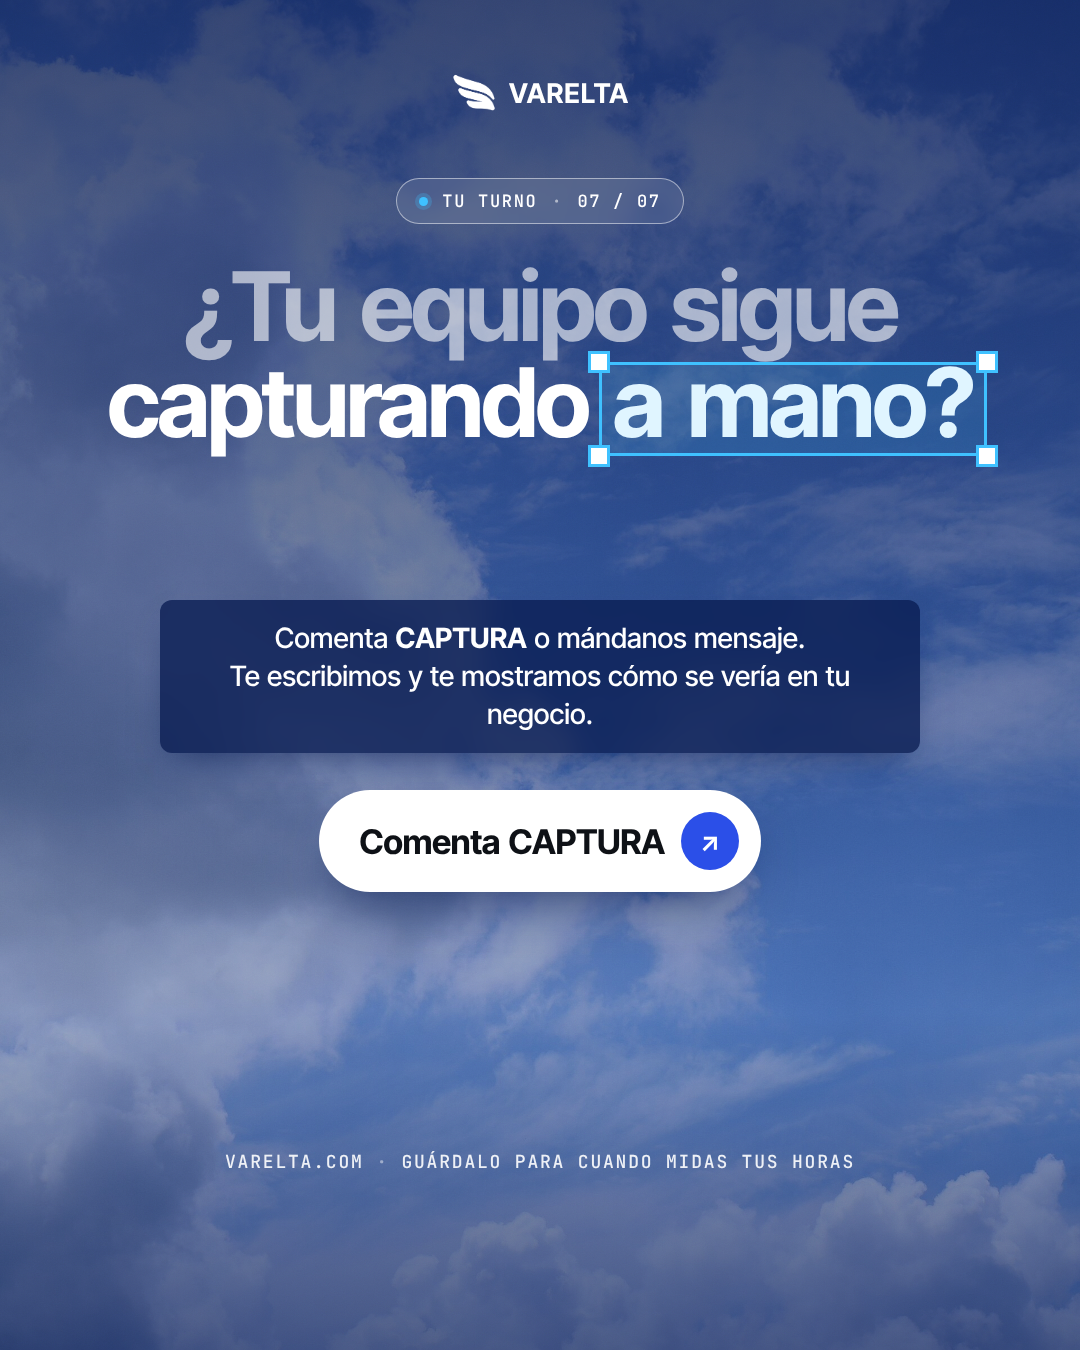 VARELTA
TU TURNO · 07 / 07
¿Tu equipo sigue
capturando a mano?
Comenta CAPTURA o mándanos mensaje.
Te escribimos y te mostramos cómo se vería en tu
negocio.
Comenta CAPTURA
VARELTA.COM · GUÁRDALO PARA CUANDO MIDAS TUS HORAS